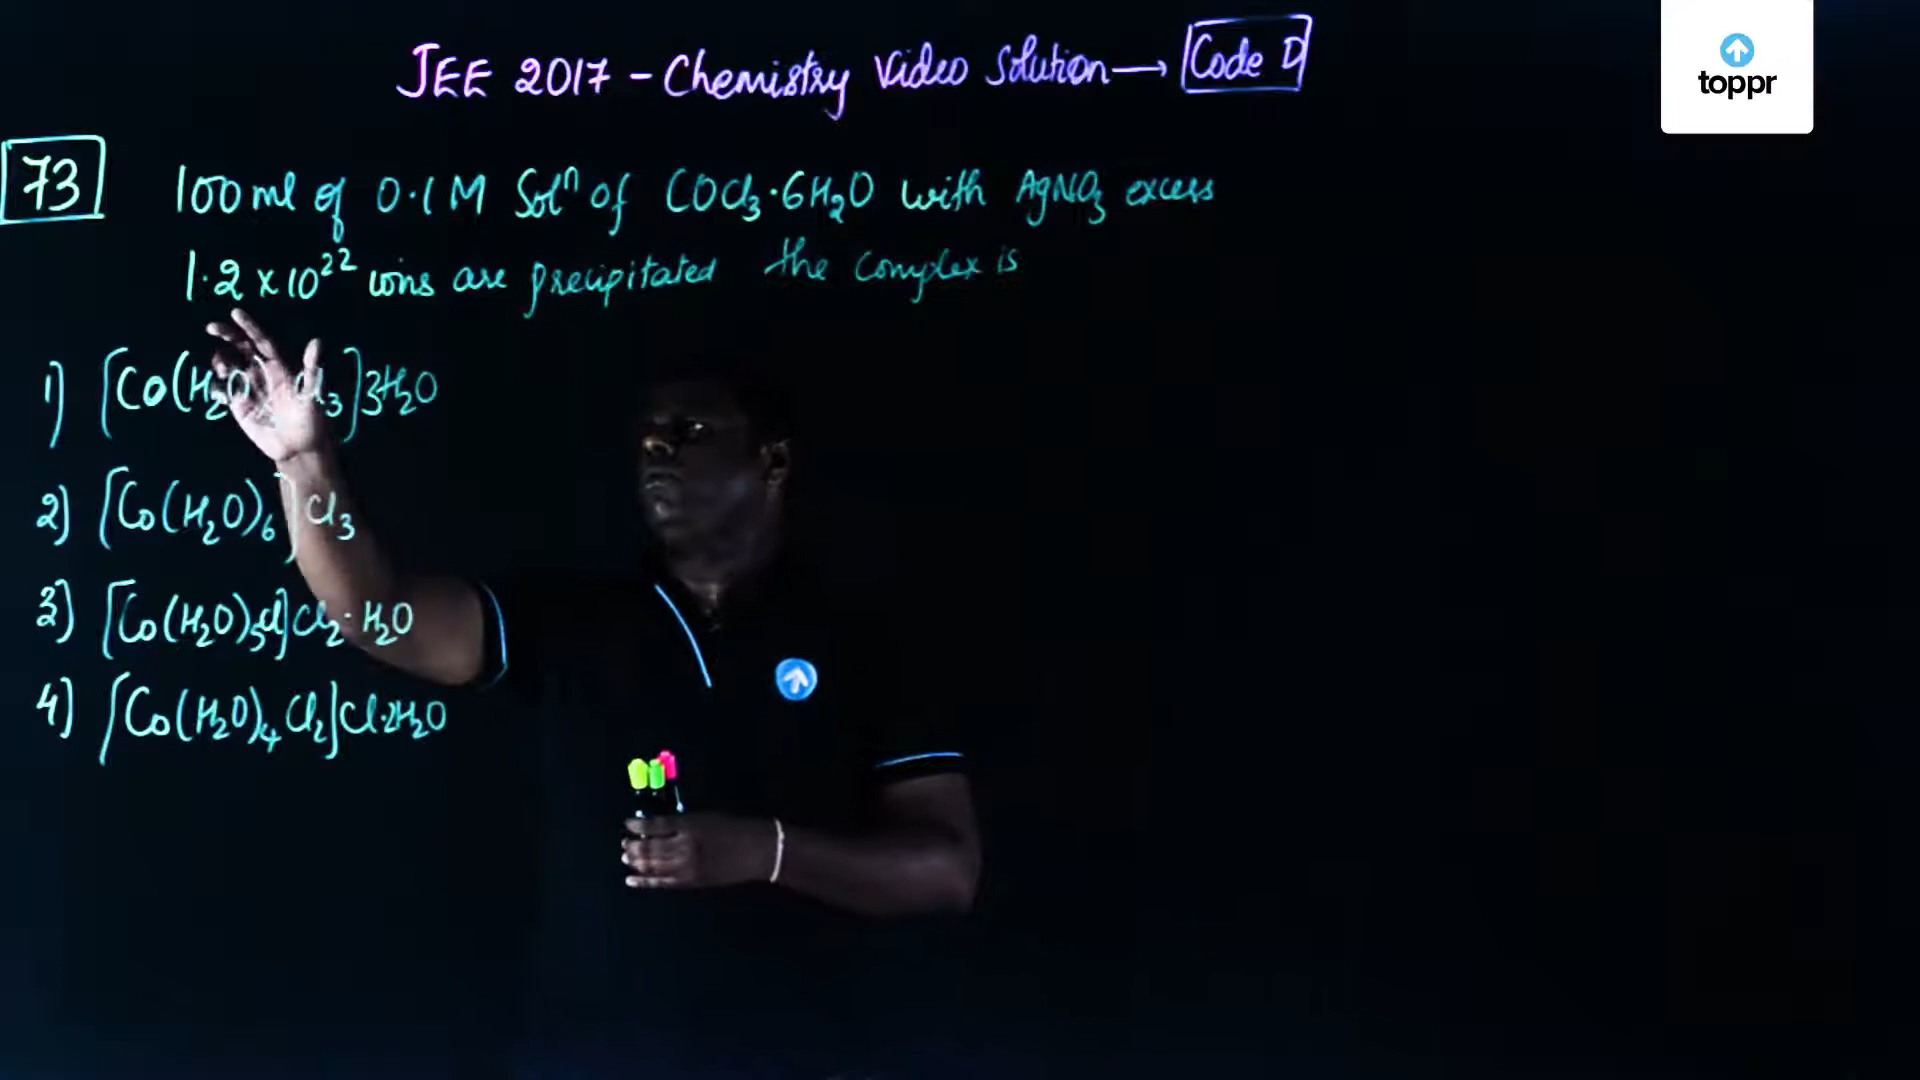 JEE 2017 - Chemistry Video Solution → Code D
toppr
73
100 ml of 0.1 M Solⁿ of COCl₃·6H₂O with AgNO₃ excess
1.2 × 10²² ions are precipitated the Complex is
1) [Co(H₂O) Cl₃]3H₂O
2) [Co(H₂O)₆]Cl₃
3) [Co(H₂O)₅Cl]Cl₂·H₂O
4) [Co(H₂O)₄Cl₂]Cl·2H₂O